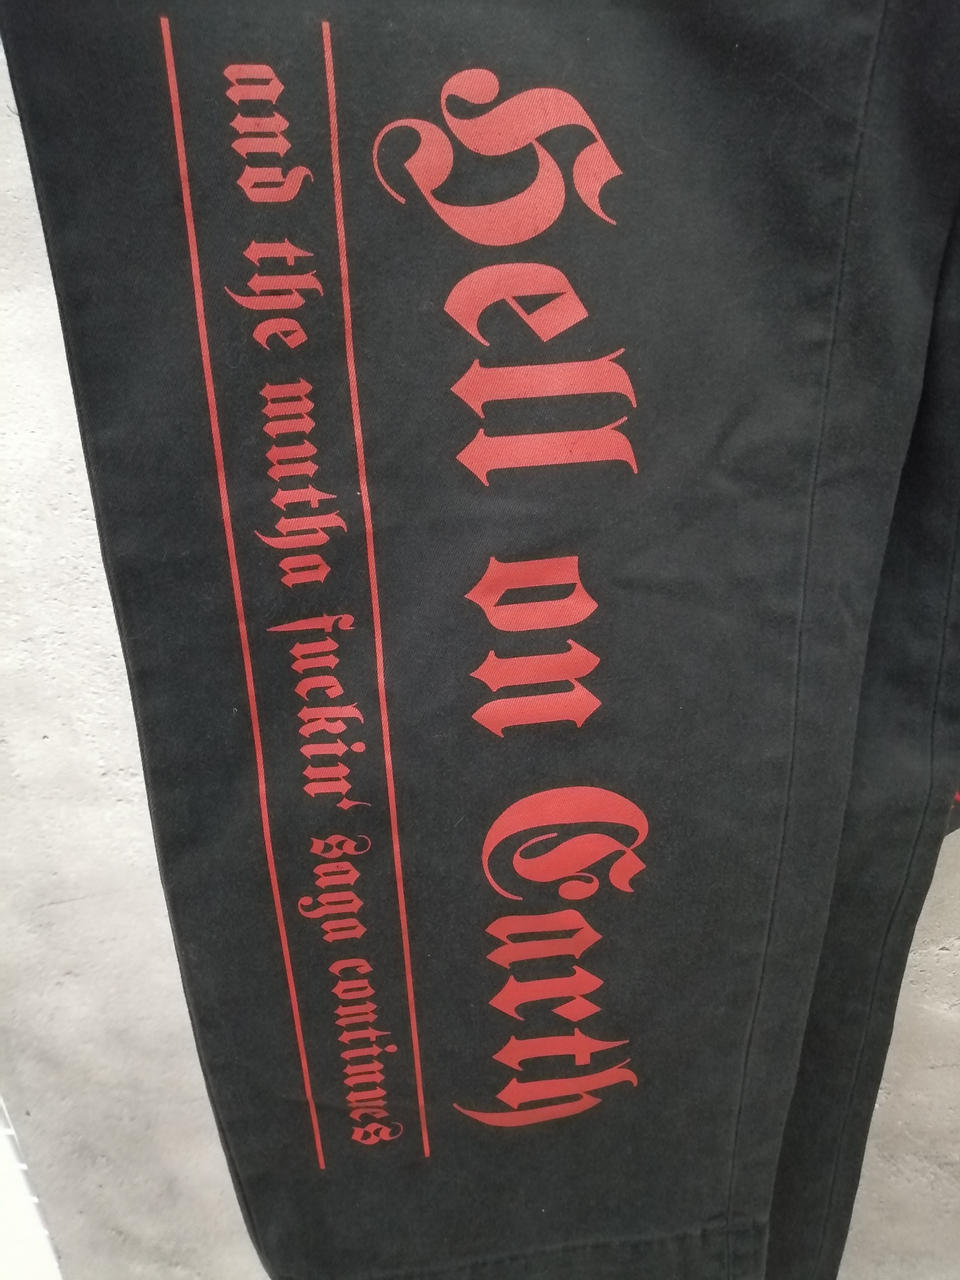 Hell on Earth
and the mutha fuckin' Saga continues